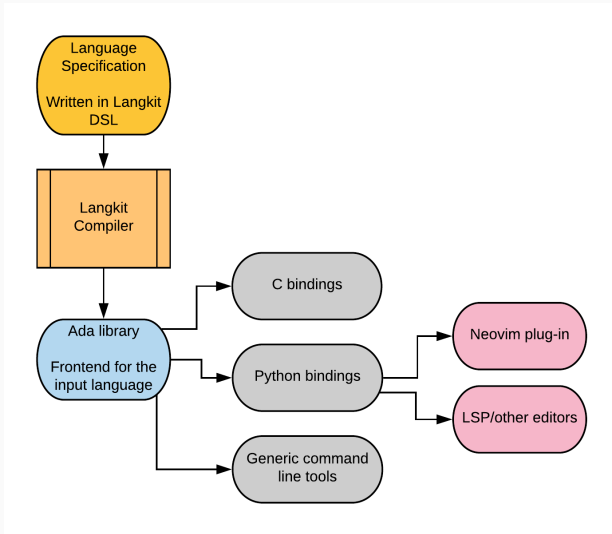 Language
Specification
Written in Langkit
DSL
Langkit
Compiler
Ada library
Frontend for the
input language
C bindings
Python bindings
Generic command
line tools
Neovim plug-in
LSP/other editors